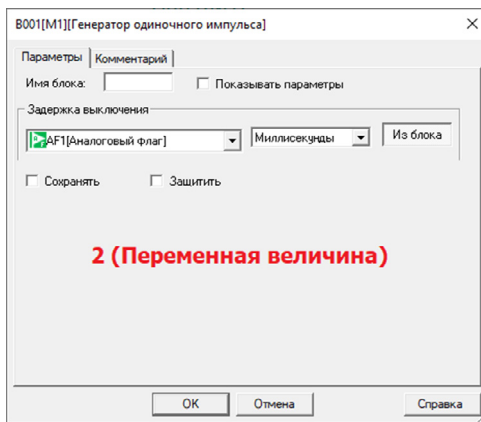 B001[M1][Генератор одиночного импульса]
Параметры Комментарий
Имя блока: Показывать параметры
Задержка выключения
AF1[Аналоговый флаг] Миллисекунды Из блока
Сохранять Защитить
2 (Переменная величина)
OK Отмена Справка